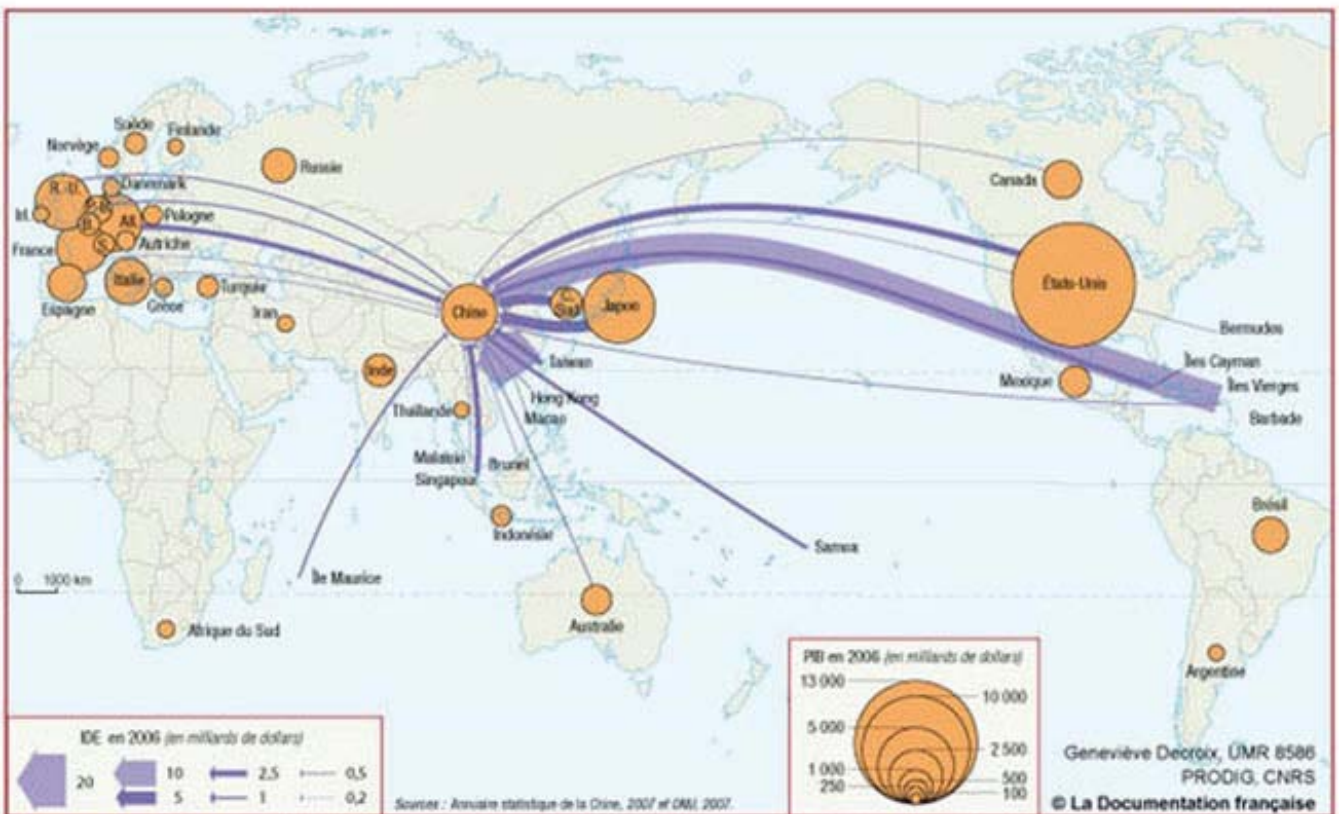 Suède
Finlande
Norvège
Russie
Canada
R.-U.
Danemark
P.-B.
Irl.
All.
Pologne
B.
France
S.
Autriche
États-Unis
Italie
Turquie
Chine
C.
Sud
Japon
Espagne
Grèce
Iran
Bermudes
Taiwan
Îles Cayman
Inde
Mexique
Îles Vierges
Hong Kong
Thaïlande
Macao
Barbade
Malaisie
Brunei
Singapour
Brésil
Indonésie
Samoa
0 1000 km
Île Maurice
Australie
Afrique du Sud
Argentine
PIB en 2006 (en milliards de dollars)
13 000
10 000
5 000
2 500
1 000
500
250
100
IDE en 2006 (en milliards de dollars)
20
10
2,5
0,5
5
1
0,2
Sources : Annuaire statistique de la Chine, 2007 et
2007.
Geneviève Decroix, UMR 8586
PRODIG, CNRS
© La Documentation française